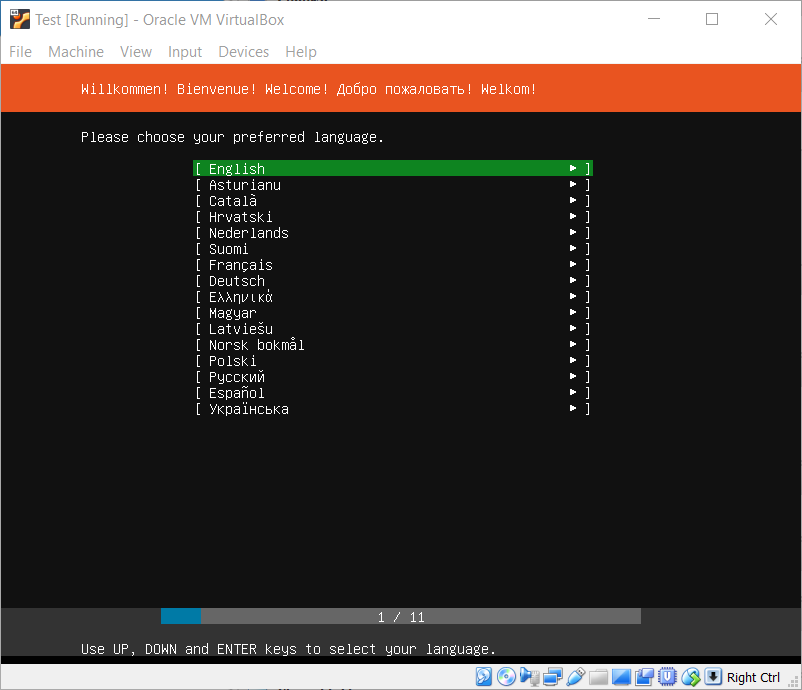 Test [Running] - Oracle VM VirtualBox
File Machine View Input Devices Help
Willkommen! Bienvenue! Welcome! Добро пожаловать! Welkom!
Please choose your preferred language.
[ English ► ]
[ Asturianu ► ]
[ Català ► ]
[ Hrvatski ► ]
[ Nederlands ► ]
[ Suomi ► ]
[ Français ► ]
[ Deutsch ► ]
[ Ελληνικά ► ]
[ Magyar ► ]
[ Latviešu ► ]
[ Norsk bokmål ► ]
[ Polski ► ]
[ Русский ► ]
[ Español ► ]
[ Українська ► ]
1 / 11
Use UP, DOWN and ENTER keys to select your language.
Right Ctrl